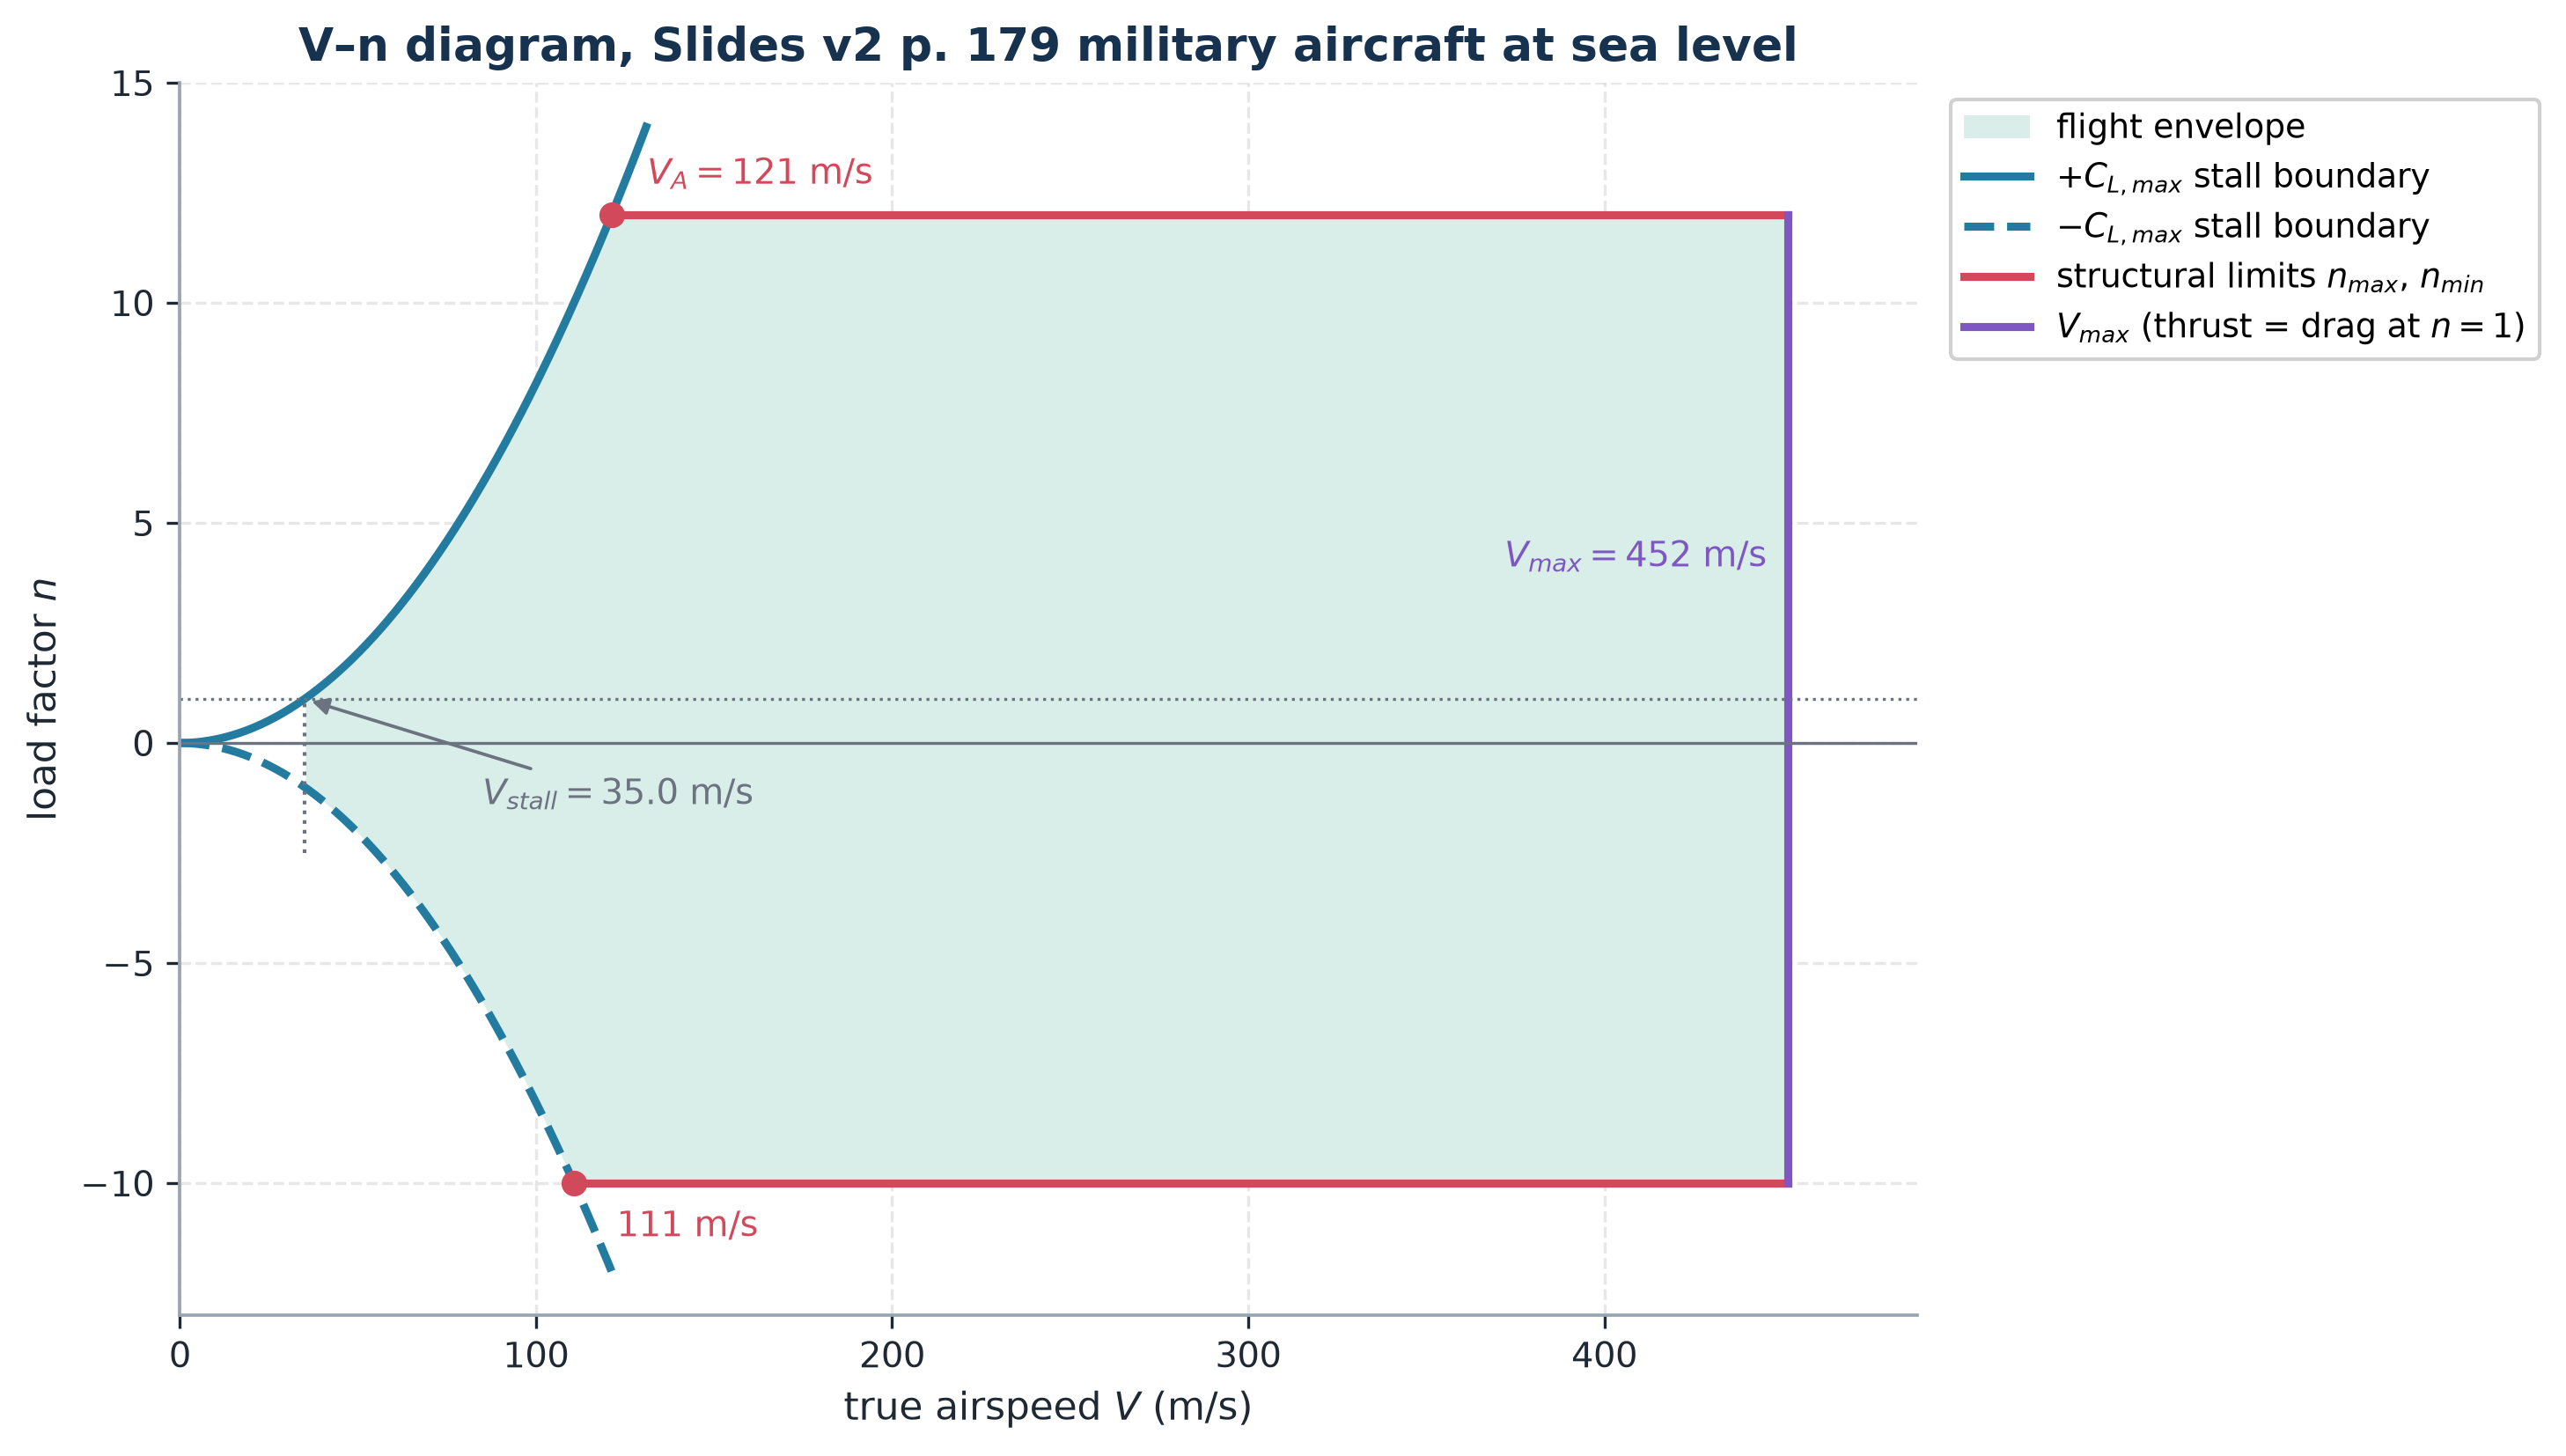 V–n diagram, Slides v2 p. 179 military aircraft at sea level
load factor n
15
10
5
0
−5
−10
V_A = 121 m/s
V_max = 452 m/s
V_stall = 35.0 m/s
111 m/s
0 100 200 300 400
true airspeed V (m/s)
flight envelope
+C_L,max stall boundary
−C_L,max stall boundary
structural limits n_max, n_min
V_max (thrust = drag at n = 1)